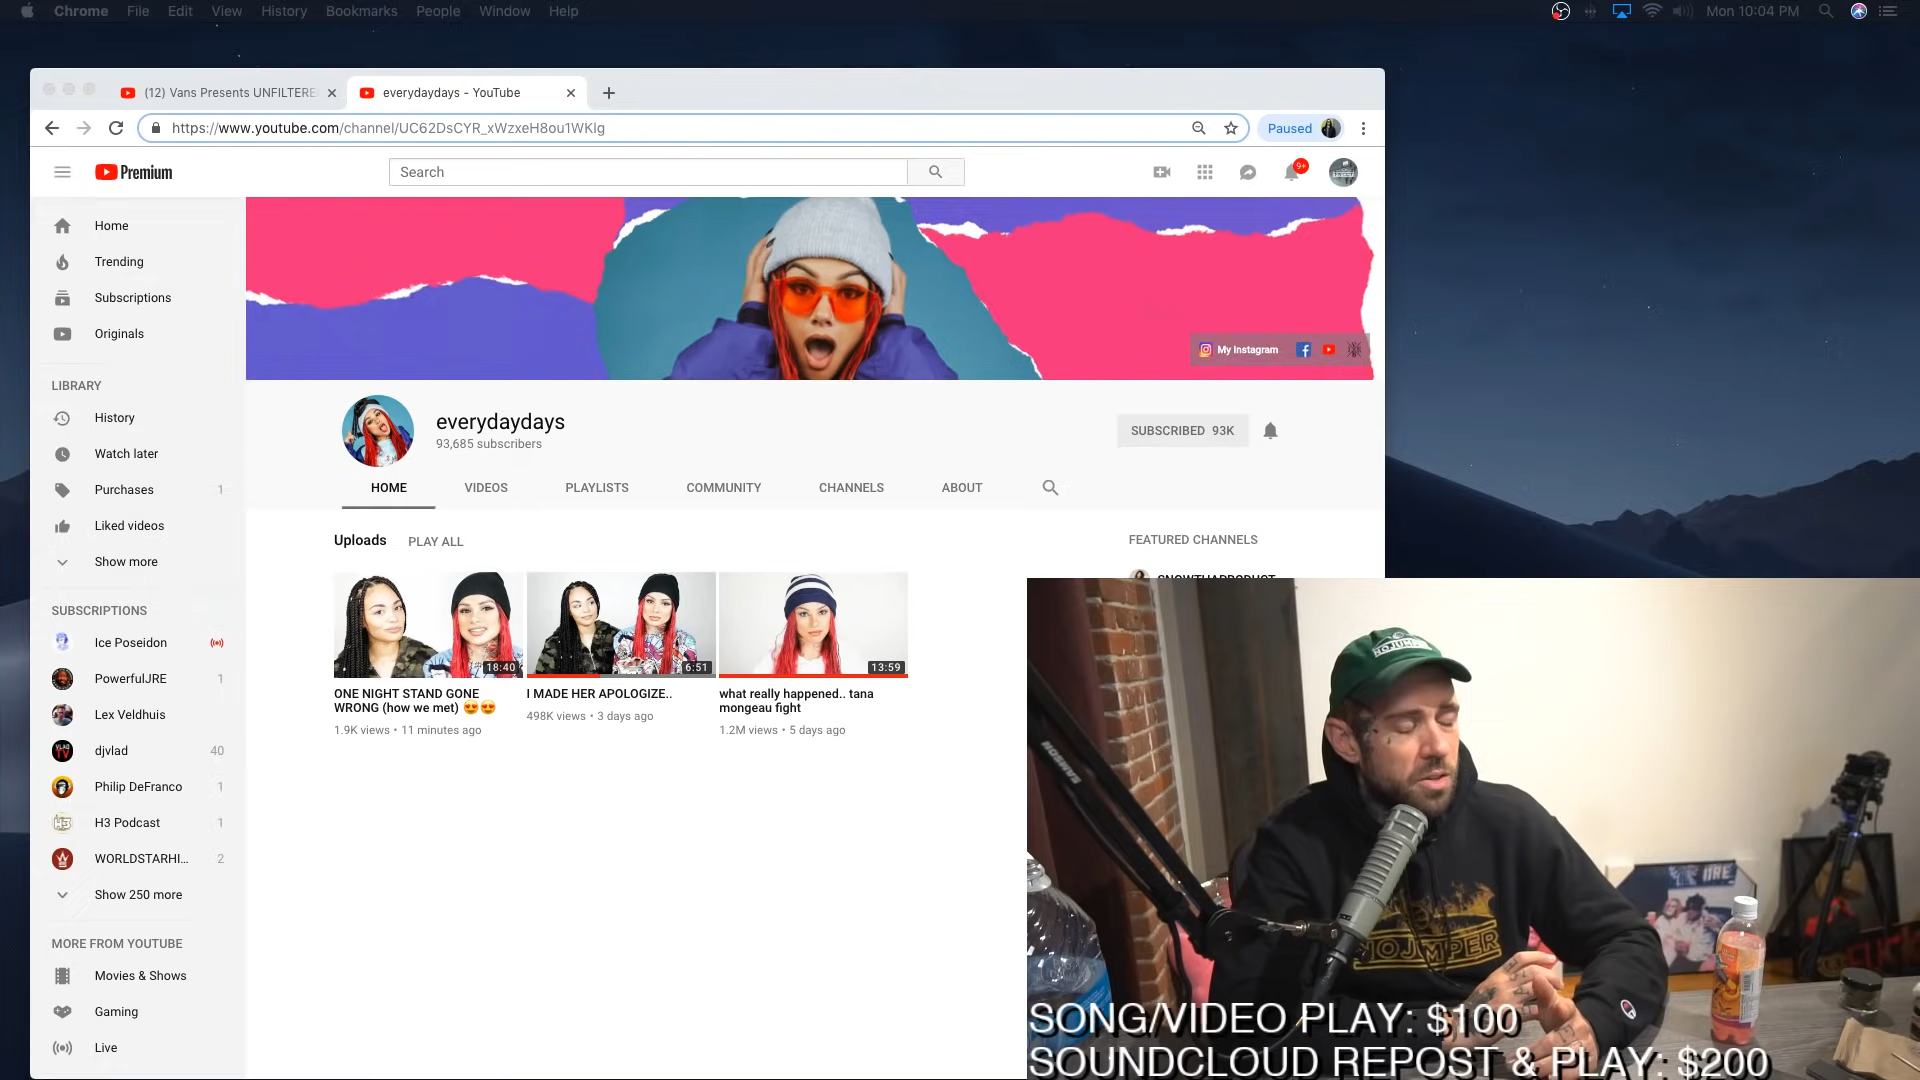 Chrome File Edit View History Bookmarks People Window Help Mon 10:04 PM
(12) Vans Presents UNFILTERE
everydaydays - YouTube
https://www.youtube.com/channel/UC62DsCYR_xWzxeH8ou1WKlg
Paused
Premium
Search
9+
Home
Trending
Subscriptions
Originals
LIBRARY
History
Watch later
Purchases 1
Liked videos
Show more
SUBSCRIPTIONS
Ice Poseidon
PowerfulJRE 1
Lex Veldhuis
djvlad 40
Philip DeFranco 1
H3 Podcast 1
WORLDSTARHI... 2
Show 250 more
MORE FROM YOUTUBE
Movies & Shows
Gaming
Live
My Instagram
everydaydays
93,685 subscribers
SUBSCRIBED 93K
HOME VIDEOS PLAYLISTS COMMUNITY CHANNELS ABOUT
Uploads PLAY ALL
18:40
ONE NIGHT STAND GONE
WRONG (how we met) 😍😍
1.9K views • 11 minutes ago
6:51
I MADE HER APOLOGIZE..
498K views • 3 days ago
13:59
what really happened.. tana
mongeau fight
1.2M views • 5 days ago
FEATURED CHANNELS
SNOWTHAPRODUCT
NOJUMPER
SAMSON
NOJUMPER
SONG/VIDEO PLAY: $100
SOUNDCLOUD REPOST & PLAY: $200